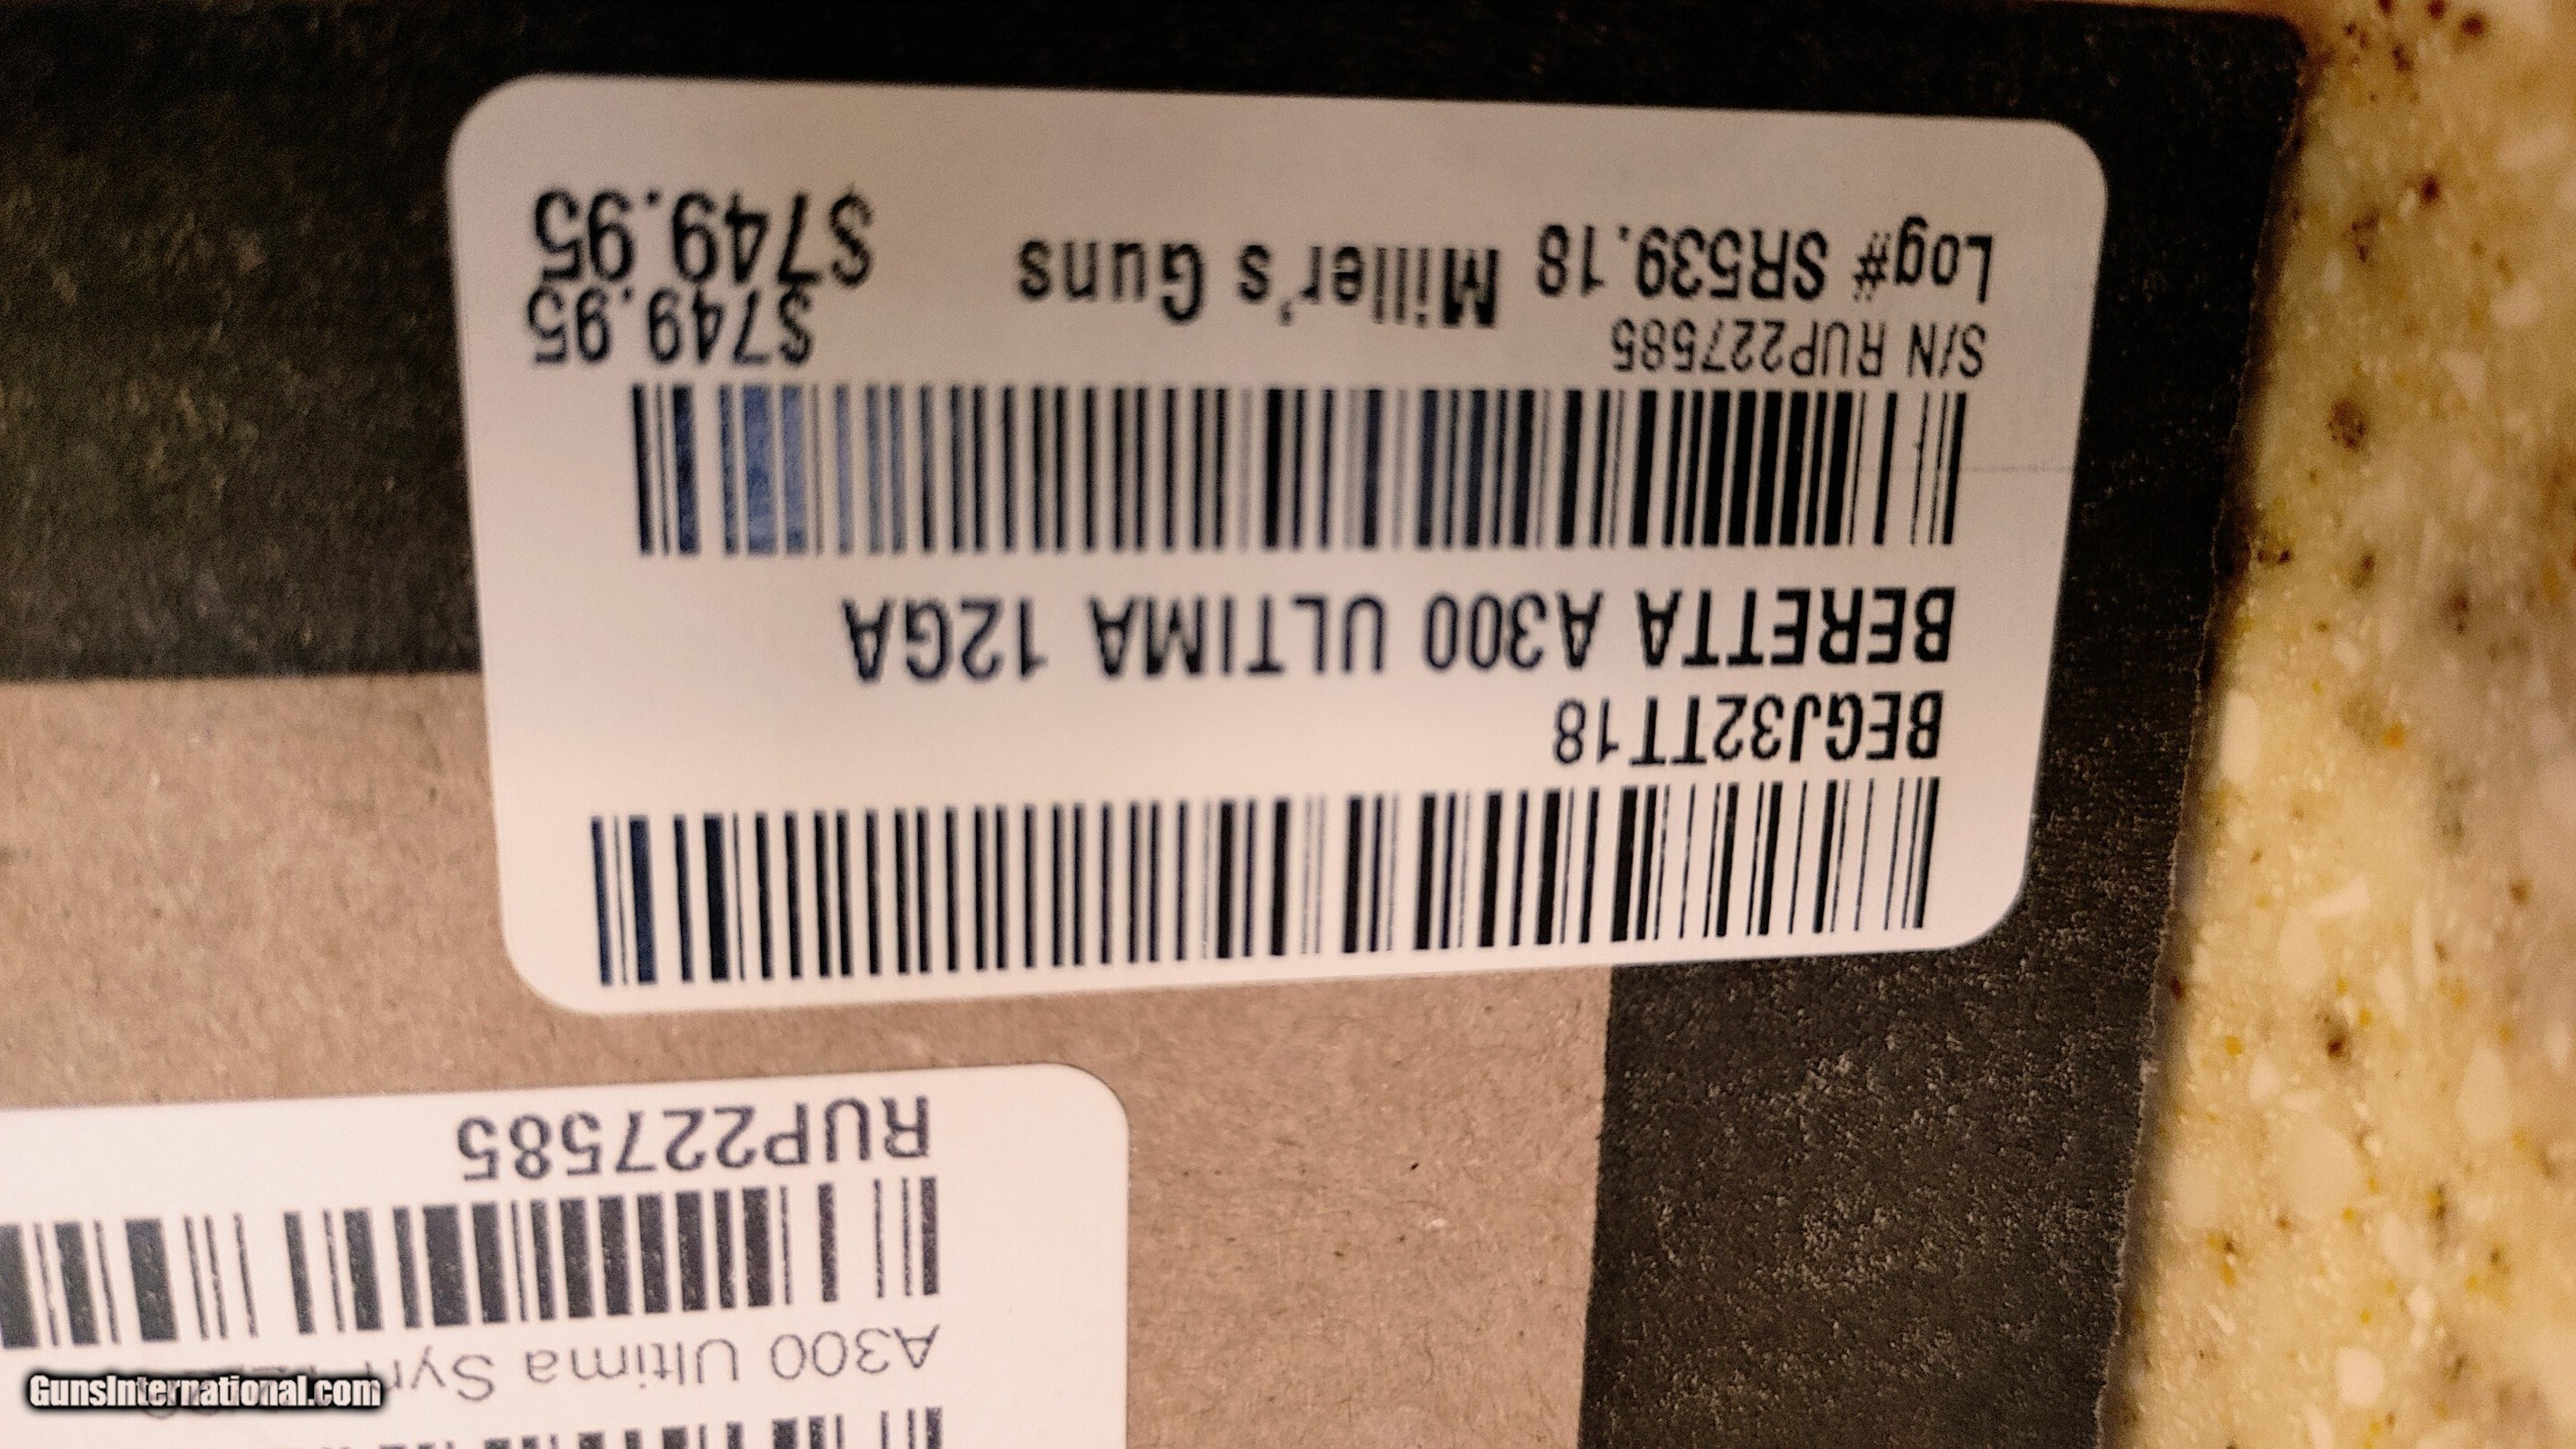 BEGJ32TT18
BERETTA A300 ULTIMA 12GA
S/N RUP227585 $749.95
Log# SR539.18 Miller's Guns $749.95
A300 Ultima
RUP227585
GunsInternational.com